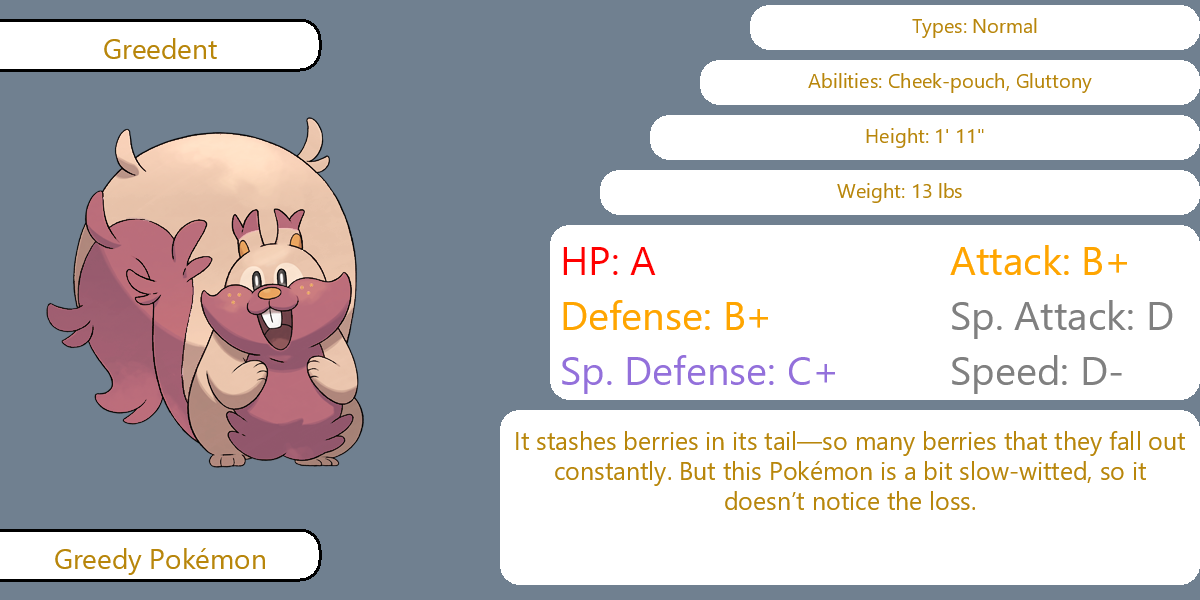 Greedent
Types: Normal
Abilities: Cheek-pouch, Gluttony
Height: 1' 11"
Weight: 13 lbs
HP: A
Attack: B+
Defense: B+
Sp. Attack: D
Sp. Defense: C+
Speed: D-
It stashes berries in its tail—so many berries that they fall out
constantly. But this Pokémon is a bit slow-witted, so it
doesn’t notice the loss.
Greedy Pokémon